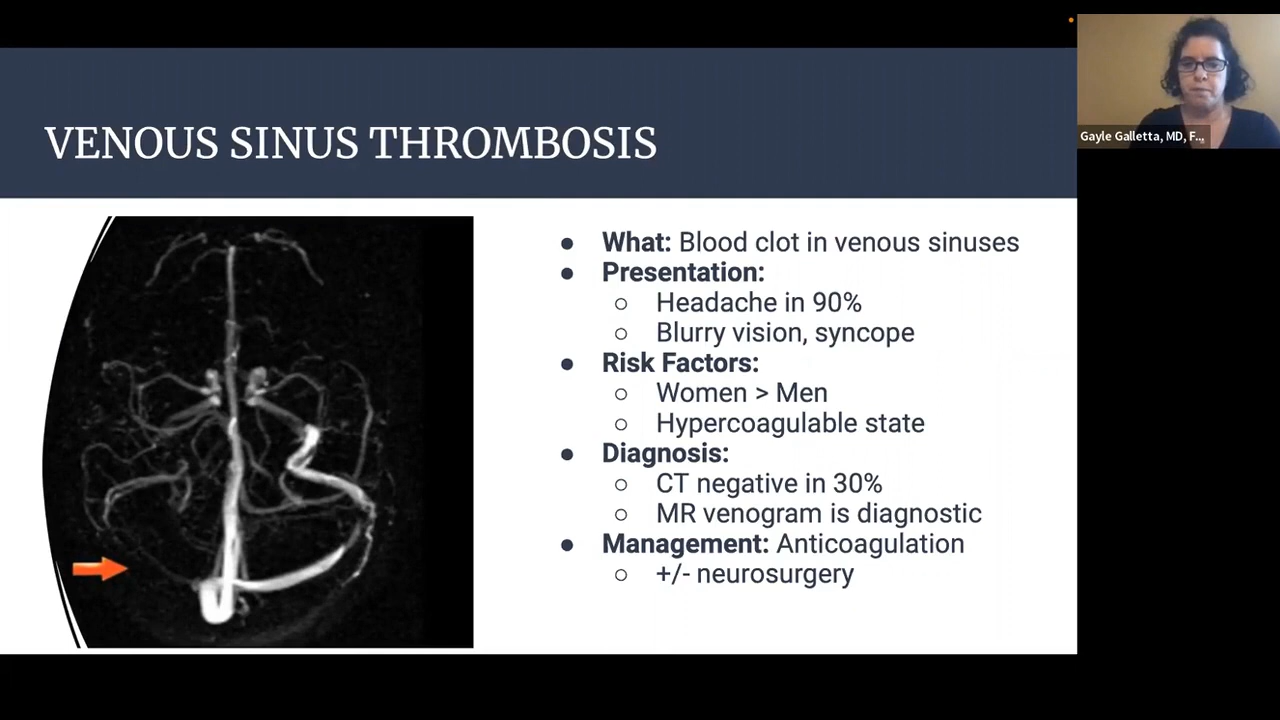 VENOUS SINUS THROMBOSIS
Gayle Galletta, MD, F...
● What: Blood clot in venous sinuses
● Presentation:
○ Headache in 90%
○ Blurry vision, syncope
● Risk Factors:
○ Women > Men
○ Hypercoagulable state
● Diagnosis:
○ CT negative in 30%
○ MR venogram is diagnostic
● Management: Anticoagulation
○ +/- neurosurgery